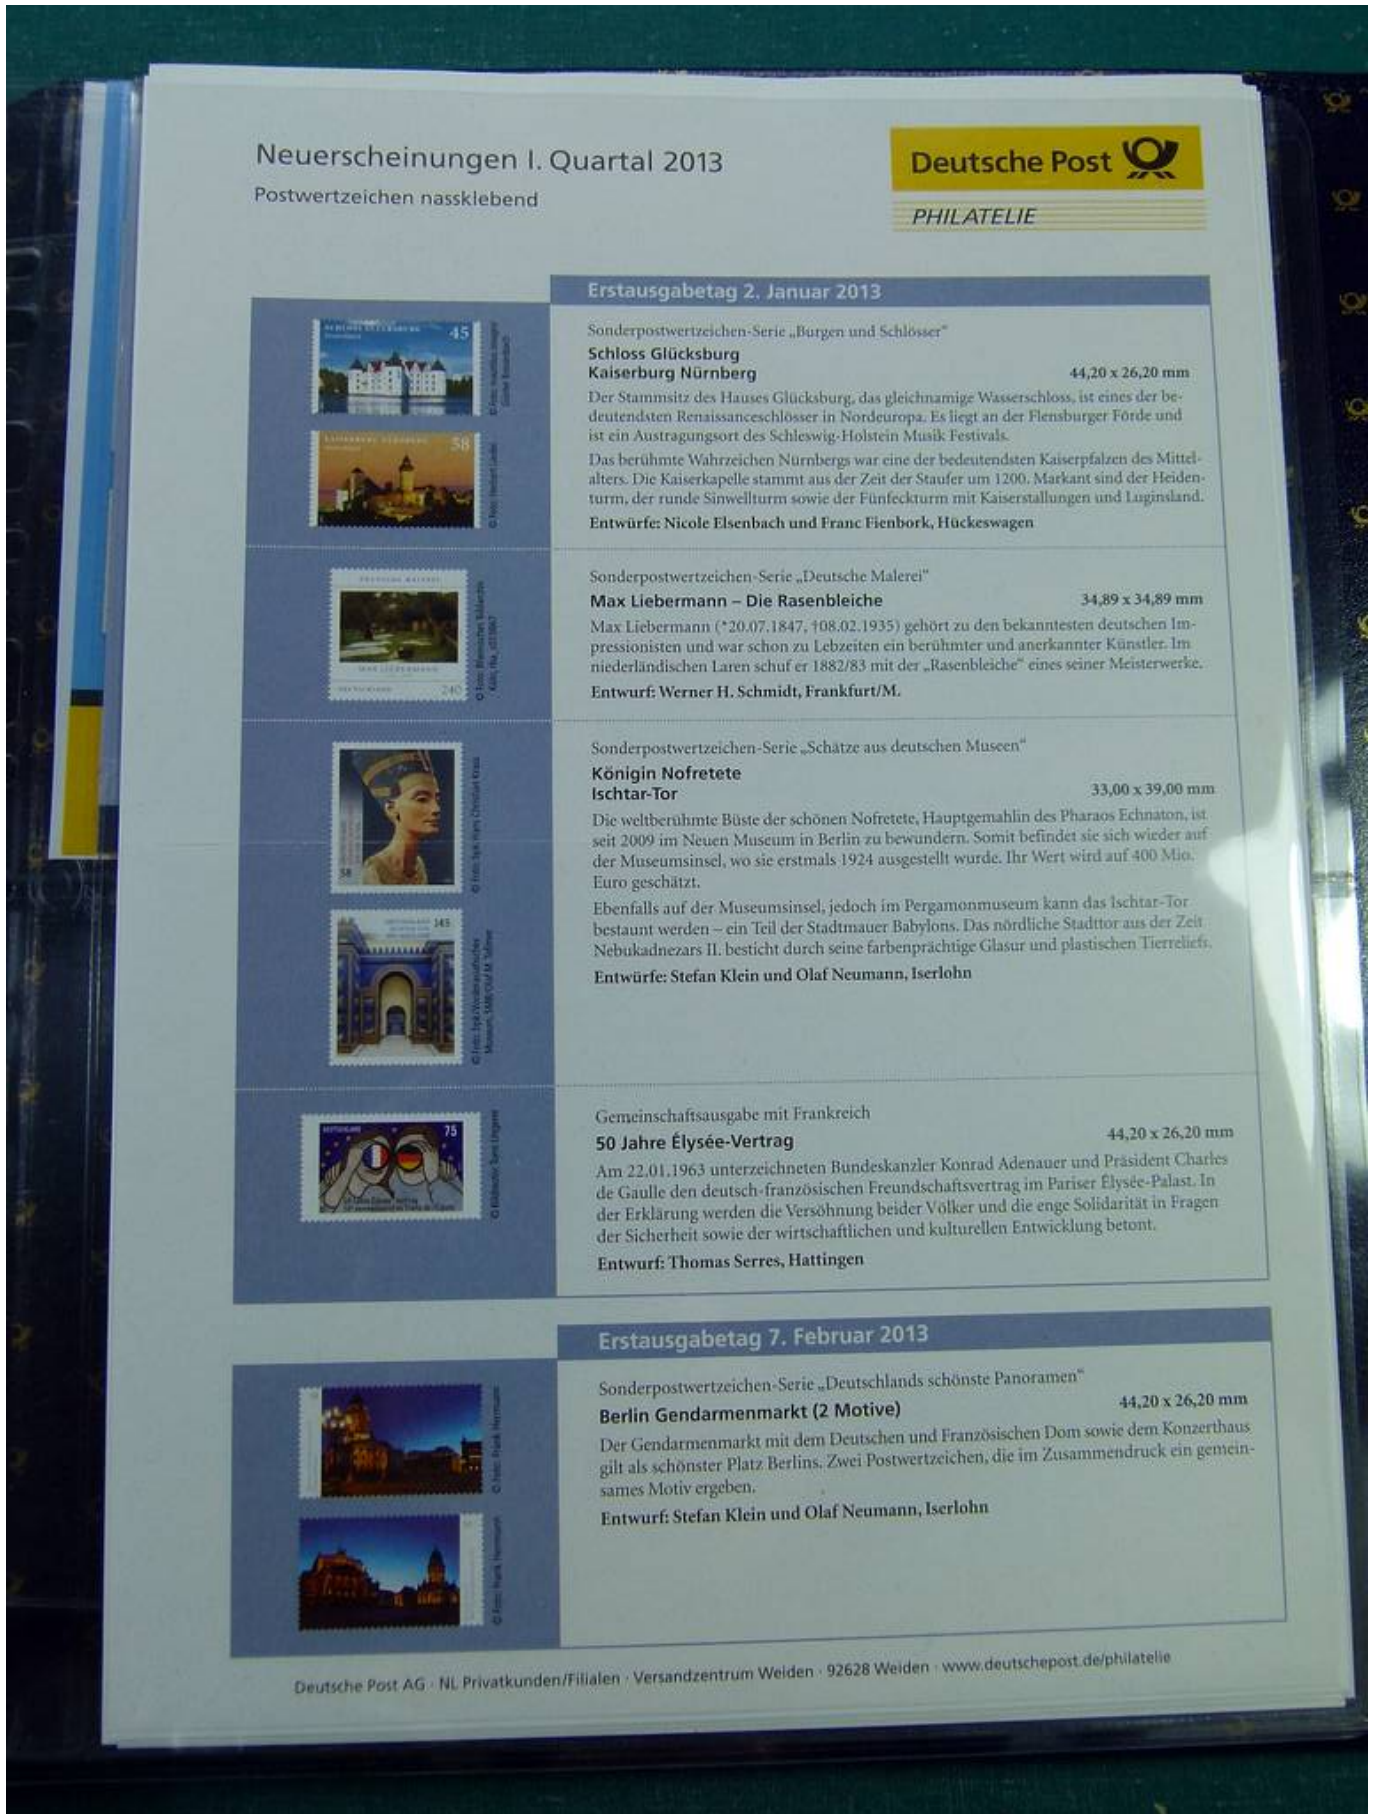 Neuerscheinungen I. Quartal 2013
Postwertzeichen nassklebend
Deutsche Post
PHILATELIE
Erstausgabetag 2. Januar 2013
45
58
Sonderpostwertzeichen-Serie „Burgen und Schlösser“
Schloss Glücksburg
Kaiserburg Nürnberg
44,20 x 26,20 mm
Der Stammsitz des Hauses Glücksburg, das gleichnamige Wasserschloss, ist eines der be-
deutendsten Renaissanceschlösser in Nordeuropa. Es liegt an der Flensburger Förde und
ist ein Austragungsort des Schleswig-Holstein Musik Festivals.
Das berühmte Wahrzeichen Nürnbergs war eine der bedeutendsten Kaiserpfalzen des Mittel-
alters. Die Kaiserkapelle stammt aus der Zeit der Staufer um 1200. Markant sind der Heiden-
turm, der runde Sinwellturm sowie der Fünfeckturm mit Kaiserstallungen und Luginsland.
Entwürfe: Nicole Elsenbach und Franc Fienbork, Hückeswagen
MAX LIEBERMANN
240
Sonderpostwertzeichen-Serie „Deutsche Malerei“
Max Liebermann – Die Rasenbleiche
34,89 x 34,89 mm
Max Liebermann (*20.07.1847, †08.02.1935) gehört zu den bekanntesten deutschen Im-
pressionisten und war schon zu Lebzeiten ein berühmter und anerkannter Künstler. Im
niederländischen Laren schuf er 1882/83 mit der „Rasenbleiche“ eines seiner Meisterwerke.
Entwurf: Werner H. Schmidt, Frankfurt/M.
58
145
Sonderpostwertzeichen-Serie „Schätze aus deutschen Museen“
Königin Nofretete
Ischtar-Tor
33,00 x 39,00 mm
Die weltberühmte Büste der schönen Nofretete, Hauptgemahlin des Pharaos Echnaton, ist
seit 2009 im Neuen Museum in Berlin zu bewundern. Somit befindet sie sich wieder auf
der Museumsinsel, wo sie erstmals 1924 ausgestellt wurde. Ihr Wert wird auf 400 Mio.
Euro geschätzt.
Ebenfalls auf der Museumsinsel, jedoch im Pergamonmuseum kann das Ischtar-Tor
bestaunt werden – ein Teil der Stadtmauer Babylons. Das nördliche Stadttor aus der Zeit
Nebukadnezars II. besticht durch seine farbenprächtige Glasur und plastischen Tierreliefs.
Entwürfe: Stefan Klein und Olaf Neumann, Iserlohn
DEUTSCHLAND 75
Gemeinschaftsausgabe mit Frankreich
50 Jahre Élysée-Vertrag
44,20 x 26,20 mm
Am 22.01.1963 unterzeichneten Bundeskanzler Konrad Adenauer und Präsident Charles
de Gaulle den deutsch-französischen Freundschaftsvertrag im Pariser Élysée-Palast. In
der Erklärung werden die Versöhnung beider Völker und die enge Solidarität in Fragen
der Sicherheit sowie der wirtschaftlichen und kulturellen Entwicklung betont.
Entwurf: Thomas Serres, Hattingen
Erstausgabetag 7. Februar 2013
© Foto: Frank Herrmann
© Foto: Frank Herrmann
Sonderpostwertzeichen-Serie „Deutschlands schönste Panoramen“
Berlin Gendarmenmarkt (2 Motive)
44,20 x 26,20 mm
Der Gendarmenmarkt mit dem Deutschen und Französischen Dom sowie dem Konzerthaus
gilt als schönster Platz Berlins. Zwei Postwertzeichen, die im Zusammendruck ein gemein-
sames Motiv ergeben.
Entwurf: Stefan Klein und Olaf Neumann, Iserlohn
Deutsche Post AG · NL Privatkunden/Filialen · Versandzentrum Weiden · 92628 Weiden · www.deutschepost.de/philatelie